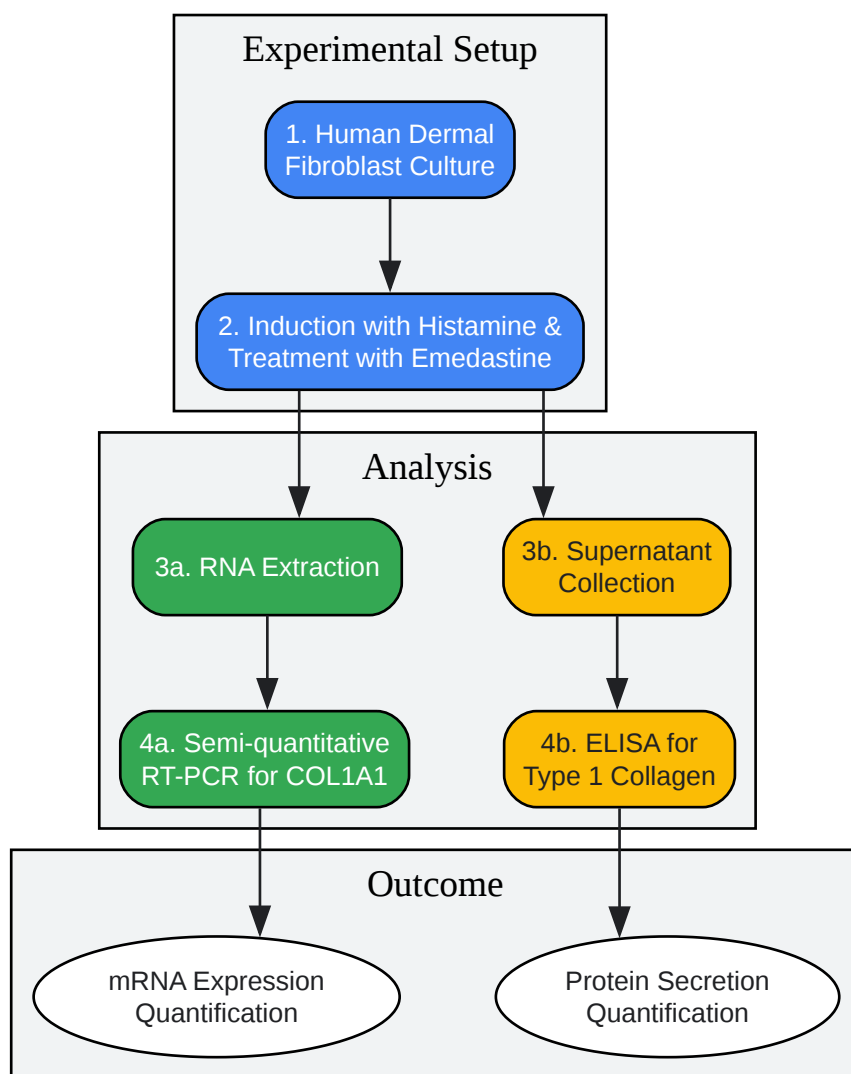 Experimental Setup
1. Human Dermal
Fibroblast Culture
2. Induction with Histamine &
Treatment with Emedastine
Analysis
3a. RNA Extraction
3b. Supernatant
Collection
4a. Semi-quantitative
RT-PCR for COL1A1
4b. ELISA for
Type 1 Collagen
Outcome
mRNA Expression
Quantification
Protein Secretion
Quantification